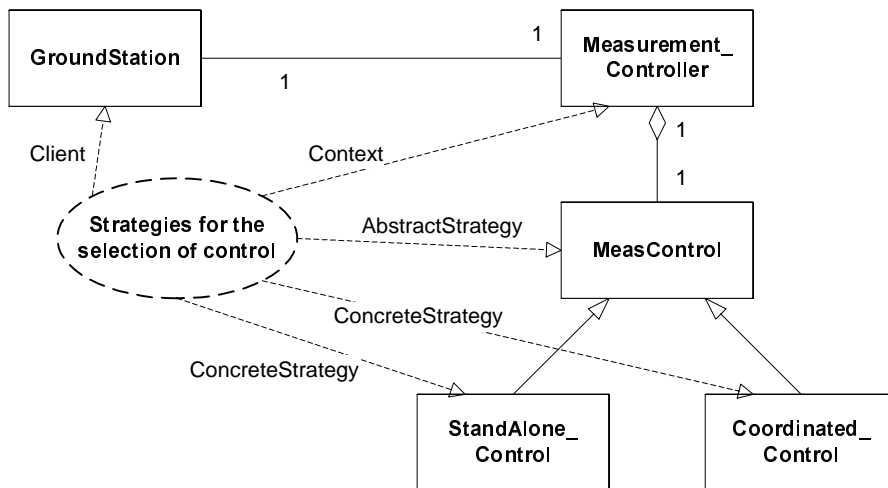 GroundStation
1
1
Measurement_
Controller
Client
Context
1
1
Strategies for the
selection of control
AbstractStrategy
MeasControl
ConcreteStrategy
ConcreteStrategy
StandAlone_
Control
Coordinated_
Control